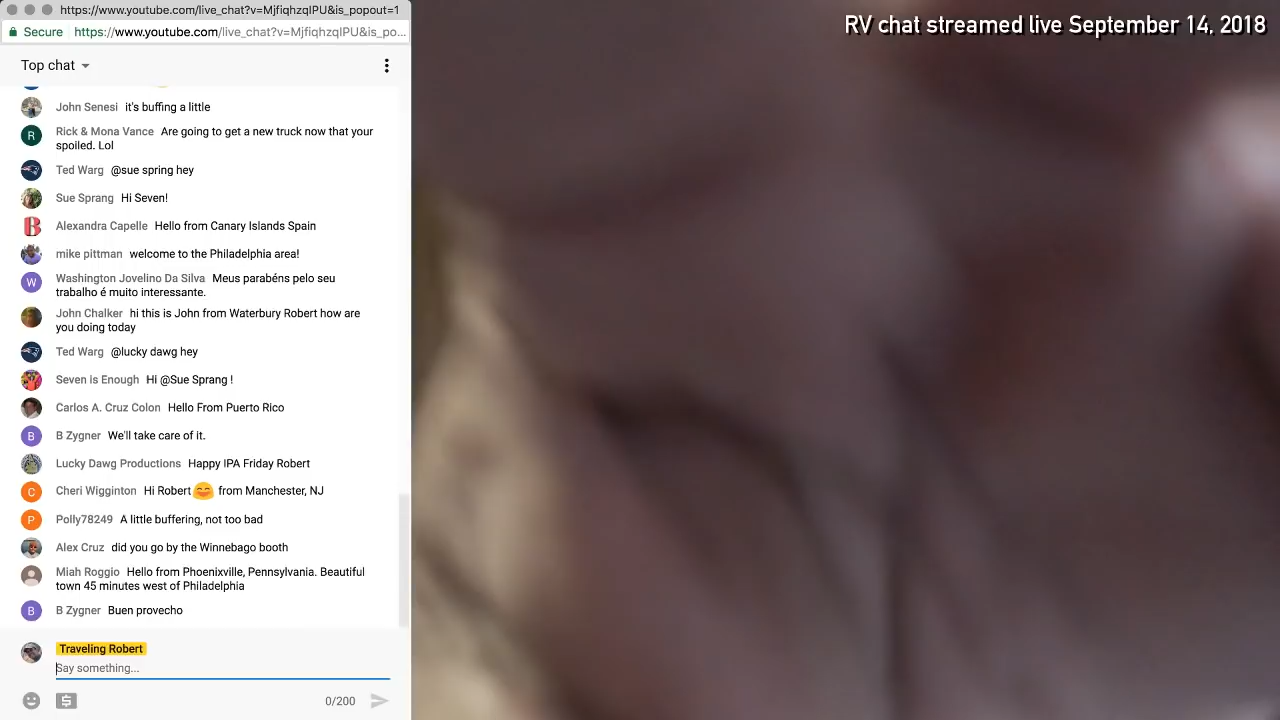 https://www.youtube.com/live_chat?v=MjfiqhzqIPU&is_popout=1
Secure https://www.youtube.com/live_chat?v=MjfiqhzqIPU&is_po...
RV chat streamed live September 14, 2018
Top chat
John Senesi it's buffing a little
R Rick & Mona Vance Are going to get a new truck now that your
spoiled. Lol
Ted Warg @sue spring hey
Sue Sprang Hi Seven!
B Alexandra Capelle Hello from Canary Islands Spain
mike pittman welcome to the Philadelphia area!
W Washington Jovelino Da Silva Meus parabéns pelo seu
trabalho é muito interessante.
John Chalker hi this is John from Waterbury Robert how are
you doing today
Ted Warg @lucky dawg hey
Seven is Enough Hi @Sue Sprang !
Carlos A. Cruz Colon Hello From Puerto Rico
B B Zygner We'll take care of it.
Lucky Dawg Productions Happy IPA Friday Robert
C Cheri Wigginton Hi Robert 😊 from Manchester, NJ
P Polly78249 A little buffering, not too bad
Alex Cruz did you go by the Winnebago booth
Miah Roggio Hello from Phoenixville, Pennsylvania. Beautiful
town 45 minutes west of Philadelphia
B B Zygner Buen provecho
Traveling Robert
Say something...
$ 0/200